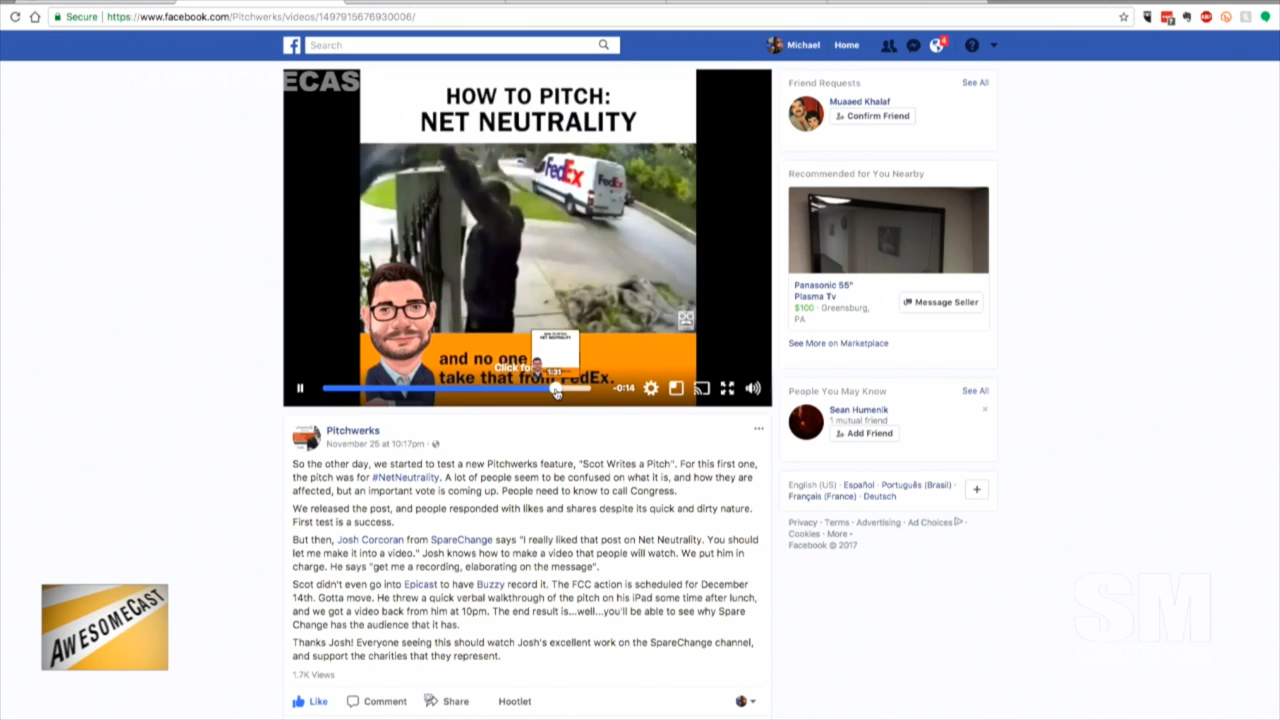 Secure
https://www.facebook.com/Pitchwerks/videos/1497915676930006/
f
Search
Michael
Home
4
ECAS
HOW TO PITCH:
NET NEUTRALITY
FedEx
FedEx
and no one
take that from FedEx.
Click fo
HOW TO PITCH:
NET NEUTRALITY
1:31
-0:14
Pitchwerks
November 25 at 10:17pm ·
So the other day, we started to test a new Pitchwerks feature, "Scot Writes a Pitch". For this first one,
the pitch was for #NetNeutrality. A lot of people seem to be confused on what it is, and how they are
affected, but an important vote is coming up. People need to know to call Congress.
We released the post, and people responded with likes and shares despite its quick and dirty nature.
First test is a success.
But then, Josh Corcoran from SpareChange says "I really liked that post on Net Neutrality. You should
let me make it into a video." Josh knows how to make a video that people will watch. We put him in
charge. He says "get me a recording, elaborating on the message".
Scot didn't even go into Epicast to have Buzzy record it. The FCC action is scheduled for December
14th. Gotta move. He threw a quick verbal walkthrough of the pitch on his iPad some time after lunch,
and we got a video back from him at 10pm. The end result is...well...you'll be able to see why Spare
Change has the audience that it has.
Thanks Josh! Everyone seeing this should watch Josh's excellent work on the SpareChange channel,
and support the charities that they represent.
1.7K Views
Like
Comment
Share
Hootlet
Friend Requests
See All
Muaaed Khalaf
Confirm Friend
Recommended for You Nearby
Panasonic 55"
Plasma Tv
$100 · Greensburg,
PA
Message Seller
See More on Marketplace
People You May Know
See All
Sean Humenik
1 mutual friend
Add Friend
English (US) · Español · Português (Brasil) ·
Français (France) · Deutsch
Privacy · Terms · Advertising · Ad Choices ·
Cookies · More
Facebook © 2017
AWESOMECAST
SM